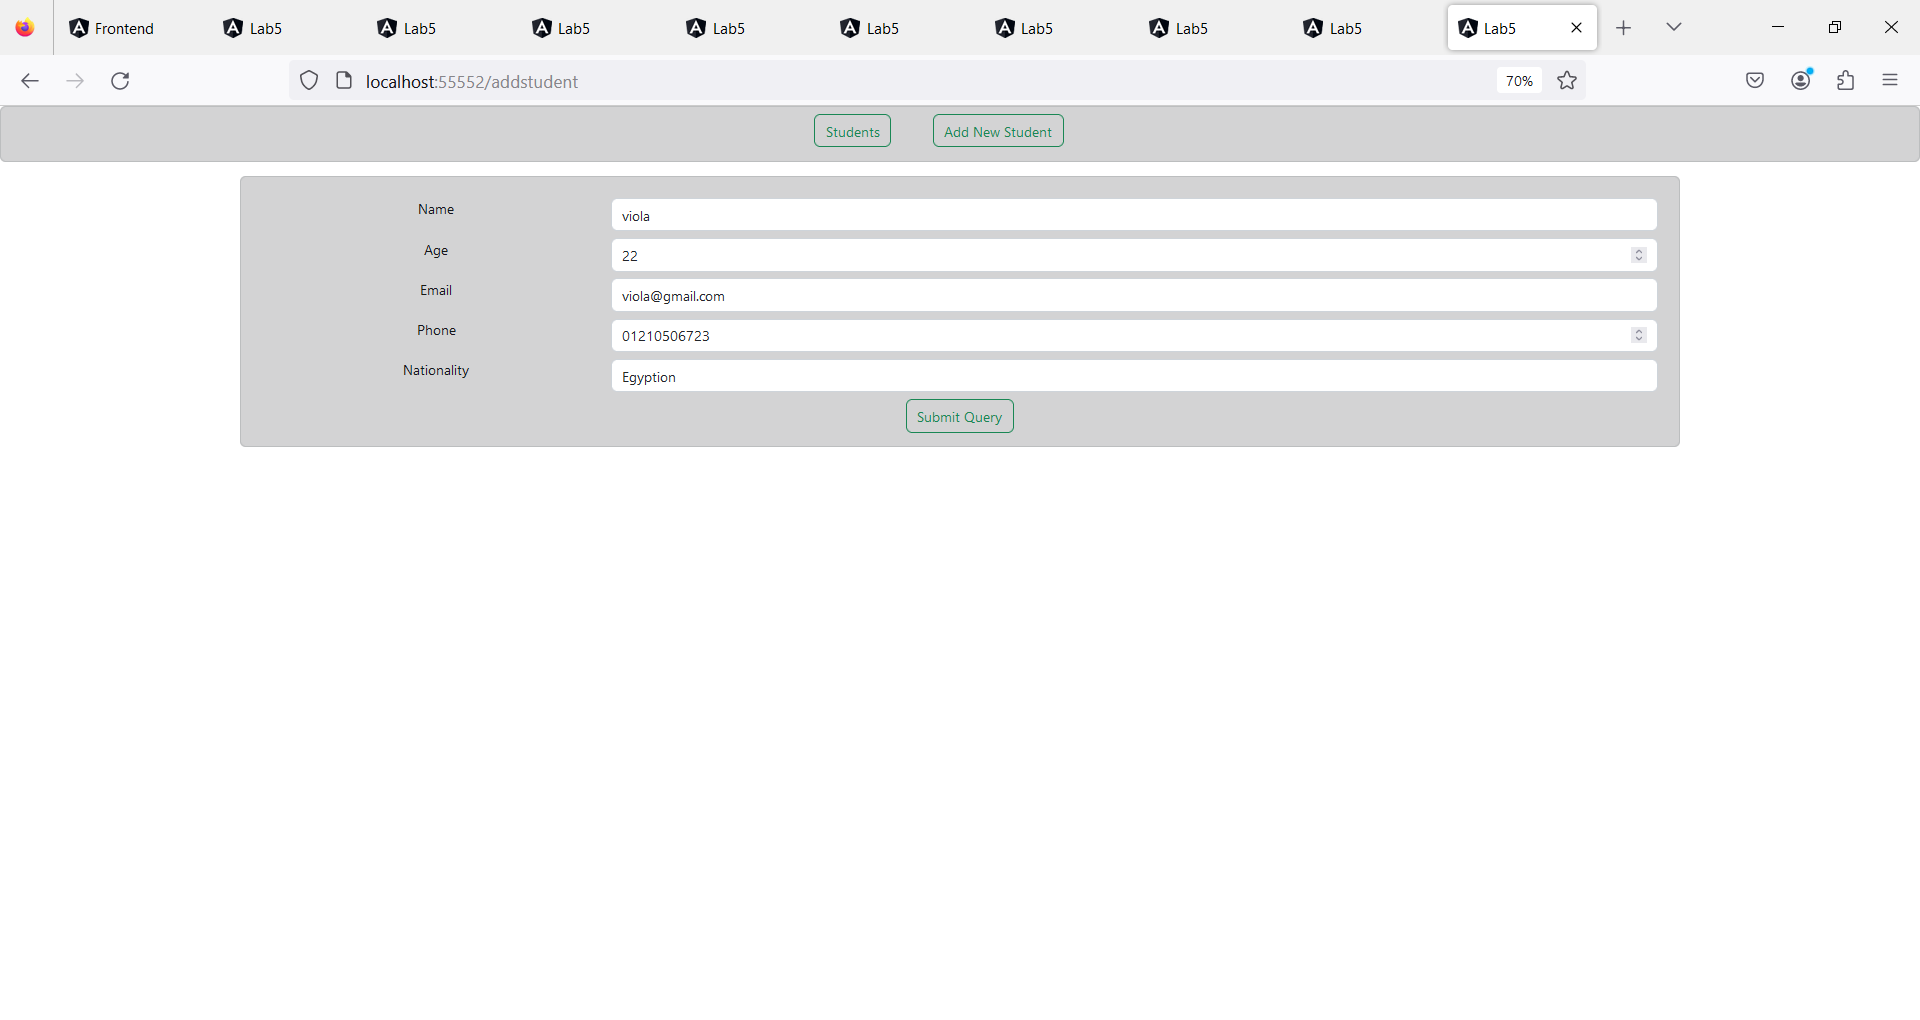 Frontend Lab5 Lab5 Lab5 Lab5 Lab5 Lab5 Lab5 Lab5 Lab5
localhost:55552/addstudent 70%
Students Add New Student
Name viola
Age 22
Email viola@gmail.com
Phone 01210506723
Nationality Egyption
Submit Query